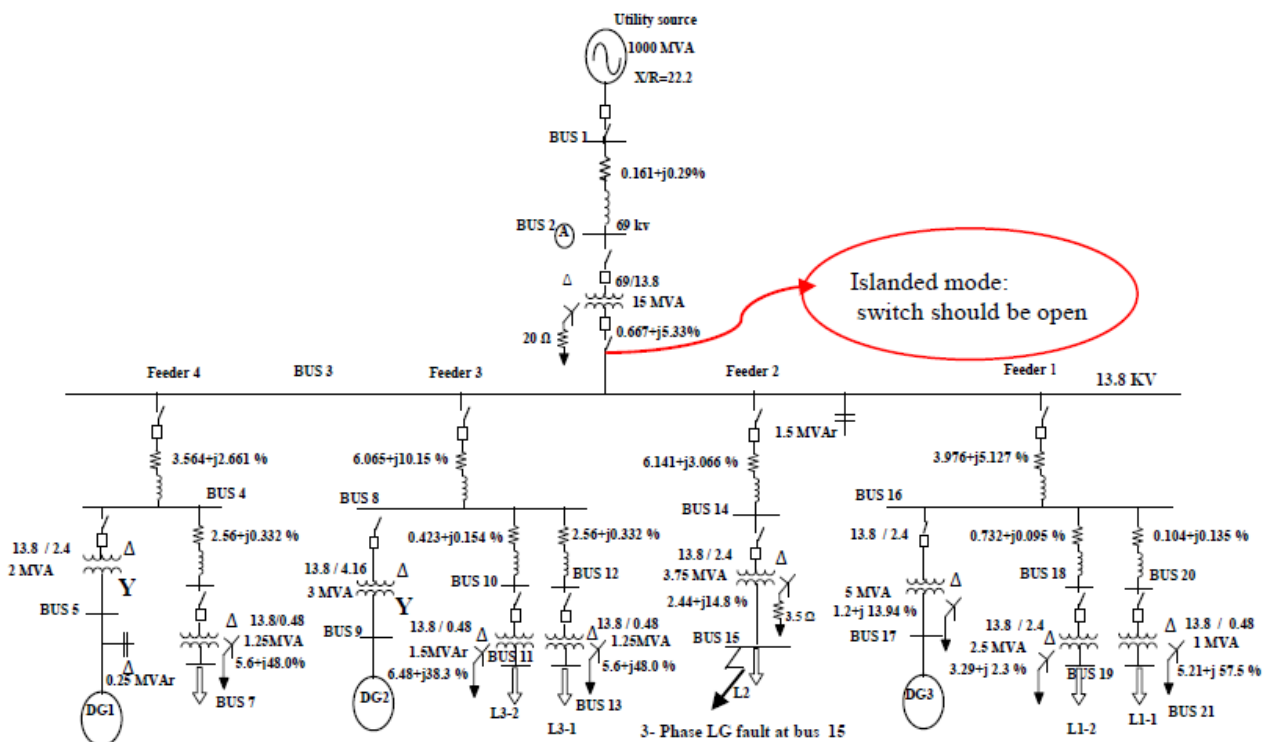 Utility source
1000 MVA
X/R=22.2
BUS 1
0.161+j0.29%
BUS 2
A
69 kv
Δ
69/13.8
15 MVA
20 Ω
0.667+j5.33%
Islanded mode:
switch should be open
Feeder 4
BUS 3
Feeder 3
Feeder 2
Feeder 1
13.8 KV
1.5 MVAr
3.564+j2.661 %
6.065+j10.15 %
6.141+j3.066 %
3.976+j5.127 %
BUS 4
BUS 8
BUS 14
BUS 16
2.56+j0.332 %
0.423+j0.154 %
2.56+j0.332 %
0.732+j0.095 %
0.104+j0.135 %
13.8 / 2.4
Δ
2 MVA
Y
13.8 / 4.16
Δ
3 MVA
Y
BUS 10
BUS 12
13.8 / 2.4
Δ
3.75 MVA
2.44+j14.8 %
3.5 Ω
13.8 / 2.4
Δ
5 MVA
1.2+j 13.94 %
BUS 18
BUS 20
BUS 5
Δ
13.8/0.48
1.25MVA
5.6+j48.0%
BUS 9
13.8 / 0.48
Δ
1.5MVAr
6.48+j38.3 %
BUS 11
Δ
13.8 / 0.48
1.25MVA
5.6+j48.0 %
BUS 15
BUS 17
13.8 / 2.4
2.5 MVA
Δ
3.29+j 2.3 %
BUS 19
Δ
13.8 / 0.48
1 MVA
5.21+j 57.5 %
Δ
0.25 MVAr
DG1
BUS 7
DG2
L3-2
L3-1
BUS 13
L2
DG3
L1-2
L1-1
BUS 21
3- Phase LG fault at bus 15